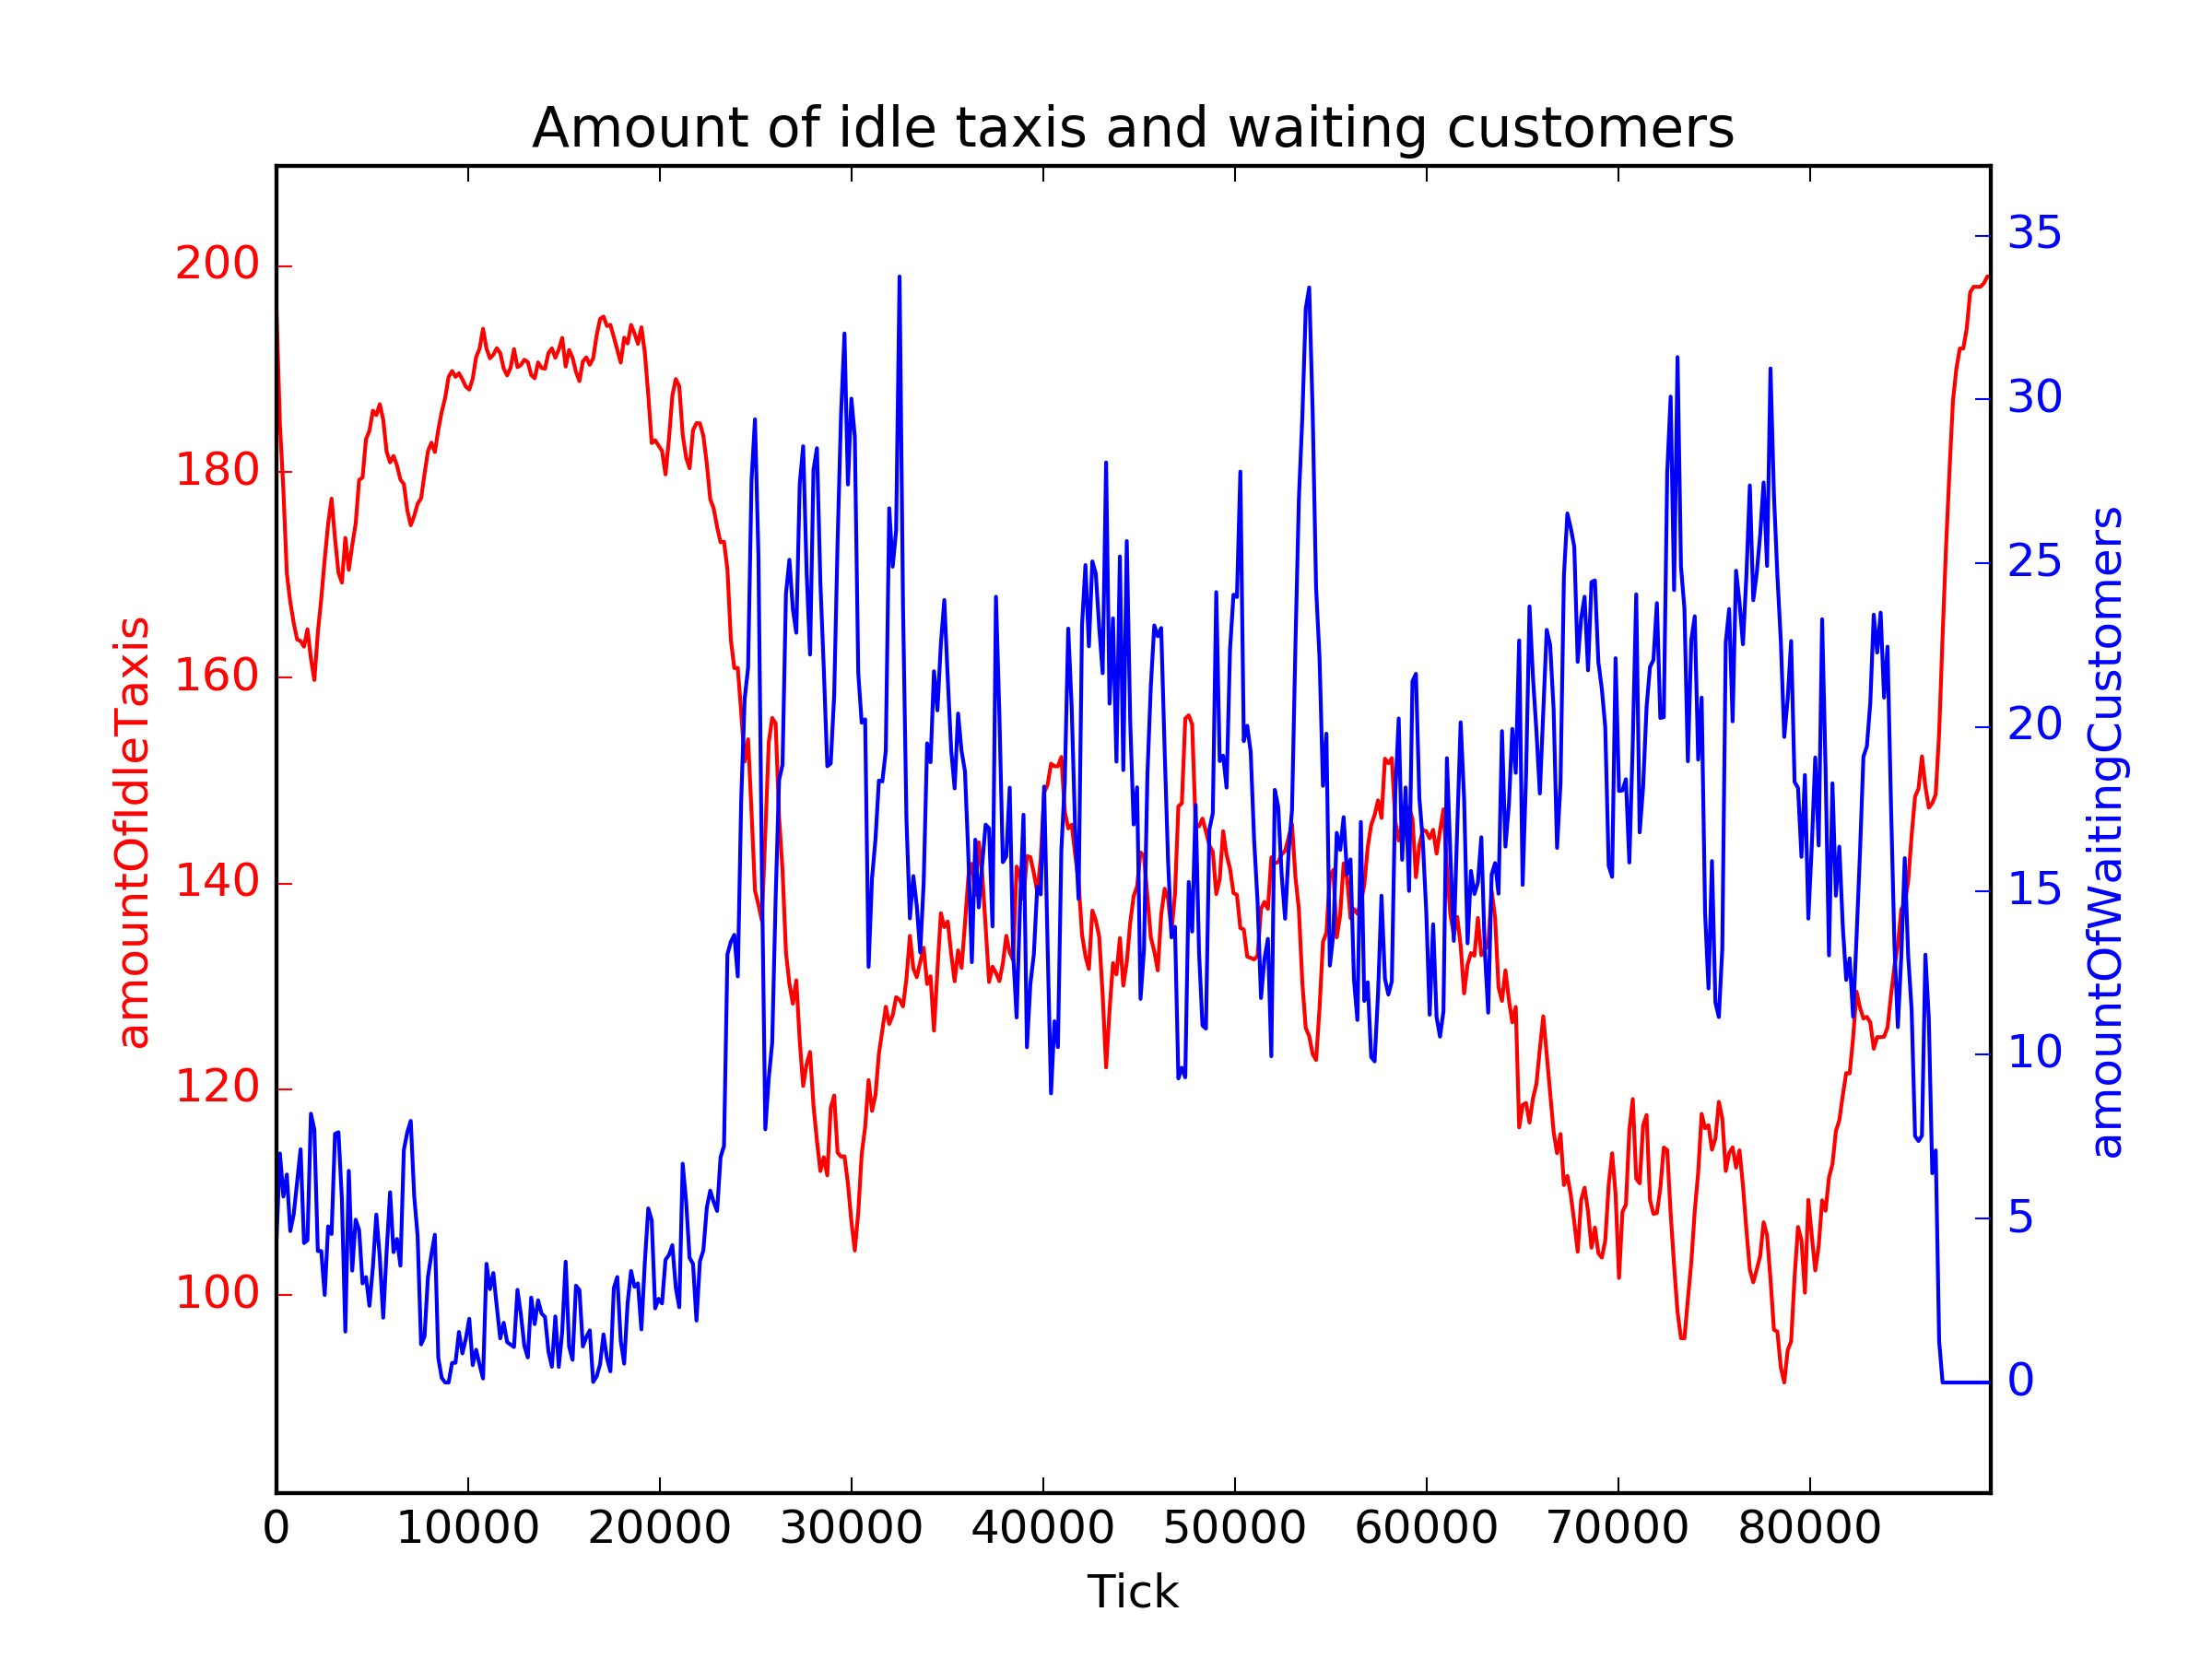 Amount of idle taxis and waiting customers
amountOfIdleTaxis
200
180
160
140
120
100
35
30
25
20
15
10
5
0
amountOfWaitingCustomers
0 10000 20000 30000 40000 50000 60000 70000 80000
Tick